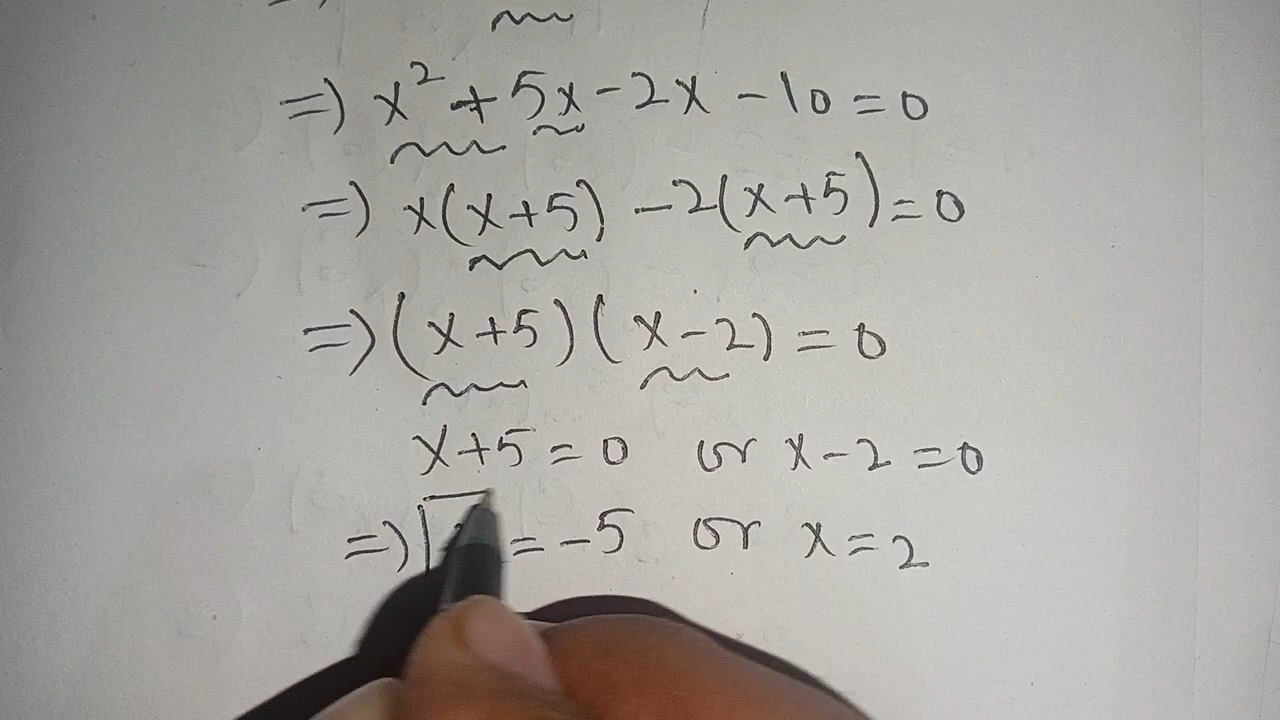 => x² + 5x - 2x - 10 = 0
=> x(x+5) - 2(x+5) = 0
=> (x+5)(x-2) = 0
x+5 = 0 or x-2 = 0
=> = -5 or x = 2